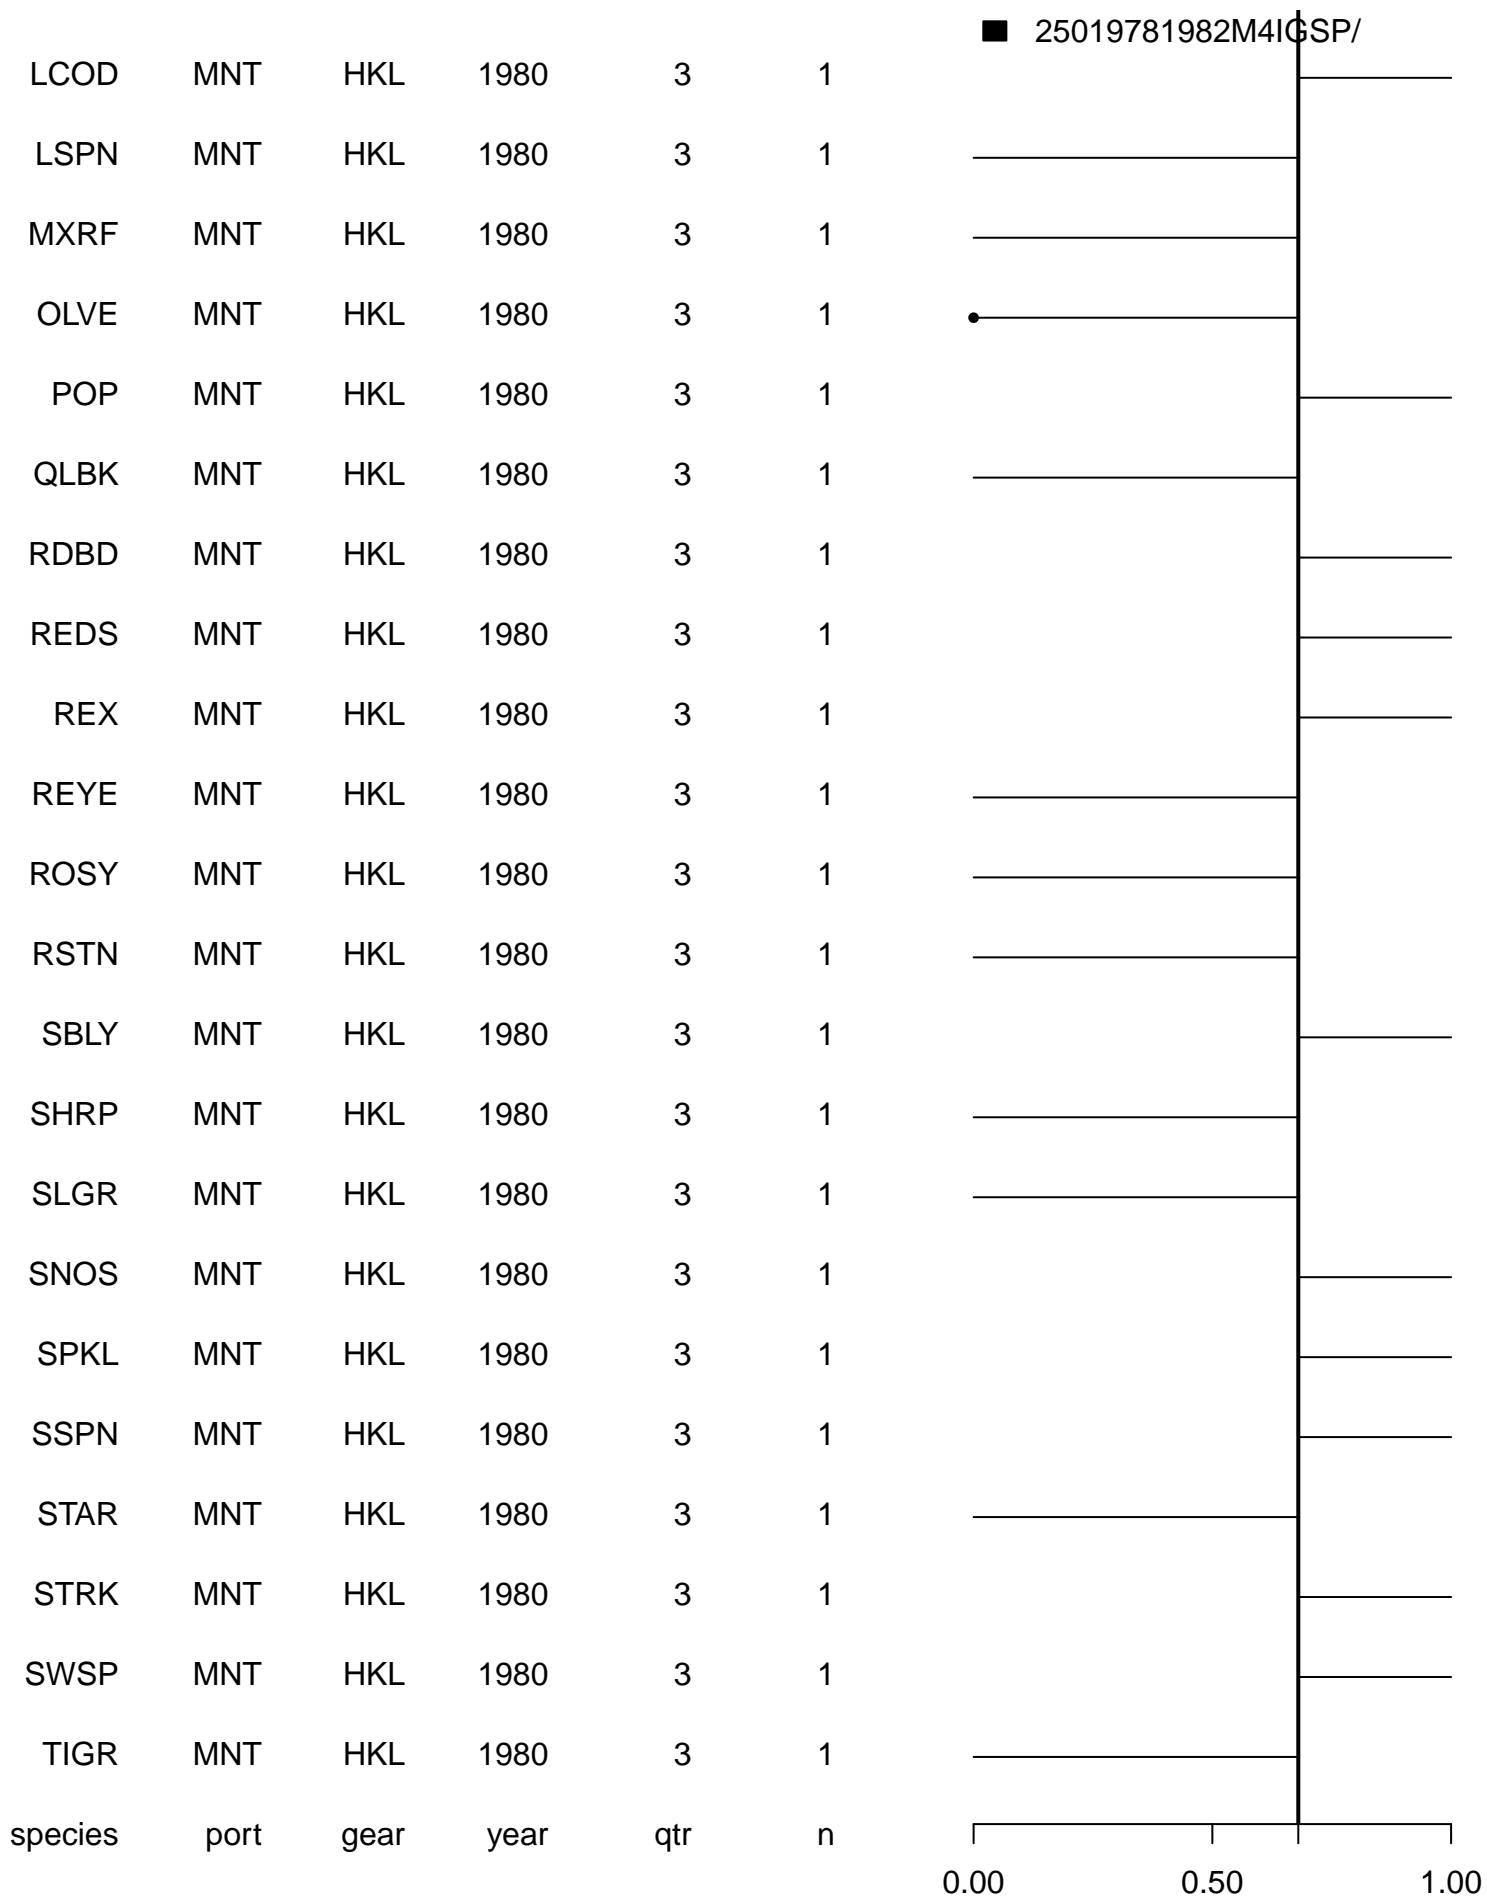 25019781982M4IGSP/
LCOD MNT HKL 1980 3 1
LSPN MNT HKL 1980 3 1
MXRF MNT HKL 1980 3 1
OLVE MNT HKL 1980 3 1
POP MNT HKL 1980 3 1
QLBK MNT HKL 1980 3 1
RDBD MNT HKL 1980 3 1
REDS MNT HKL 1980 3 1
REX MNT HKL 1980 3 1
REYE MNT HKL 1980 3 1
ROSY MNT HKL 1980 3 1
RSTN MNT HKL 1980 3 1
SBLY MNT HKL 1980 3 1
SHRP MNT HKL 1980 3 1
SLGR MNT HKL 1980 3 1
SNOS MNT HKL 1980 3 1
SPKL MNT HKL 1980 3 1
SSPN MNT HKL 1980 3 1
STAR MNT HKL 1980 3 1
STRK MNT HKL 1980 3 1
SWSP MNT HKL 1980 3 1
TIGR MNT HKL 1980 3 1
species port gear year qtr n
0.00 0.50 1.00